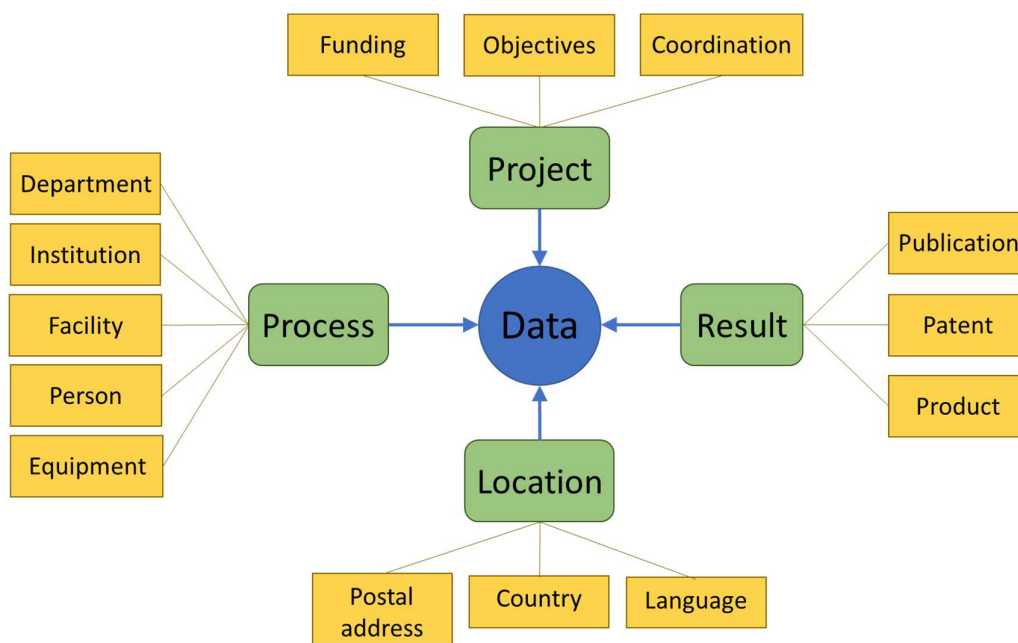 Funding
Objectives
Coordination
Project
Department
Institution
Facility
Person
Equipment
Process
Data
Result
Publication
Patent
Product
Location
Postal
address
Country
Language